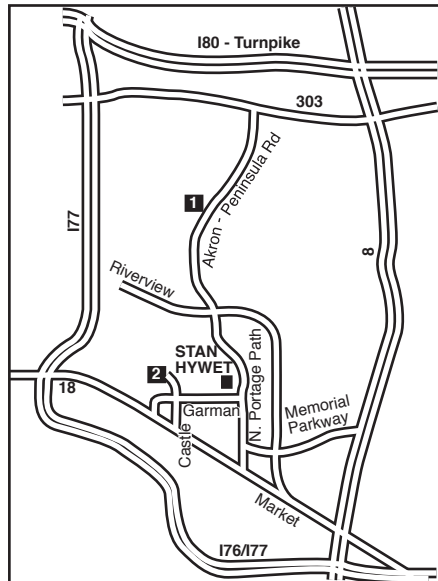 I80 - Turnpike
303
I77
1
Akron - Peninsula Rd
8
Riverview
STAN
HYWET
2
18
Garman
Castle
N. Portage Path
Memorial
Parkway
Market
I76/I77